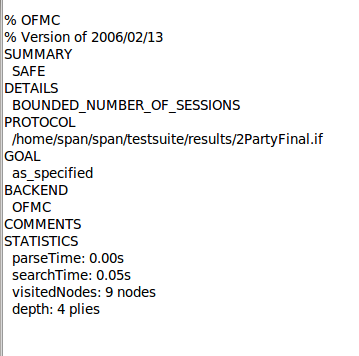 % OFMC
% Version of 2006/02/13
SUMMARY
SAFE
DETAILS
BOUNDED_NUMBER_OF_SESSIONS
PROTOCOL
/home/span/span/testsuite/results/2PartyFinal.if
GOAL
as_specified
BACKEND
OFMC
COMMENTS
STATISTICS
parseTime: 0.00s
searchTime: 0.05s
visitedNodes: 9 nodes
depth: 4 plies